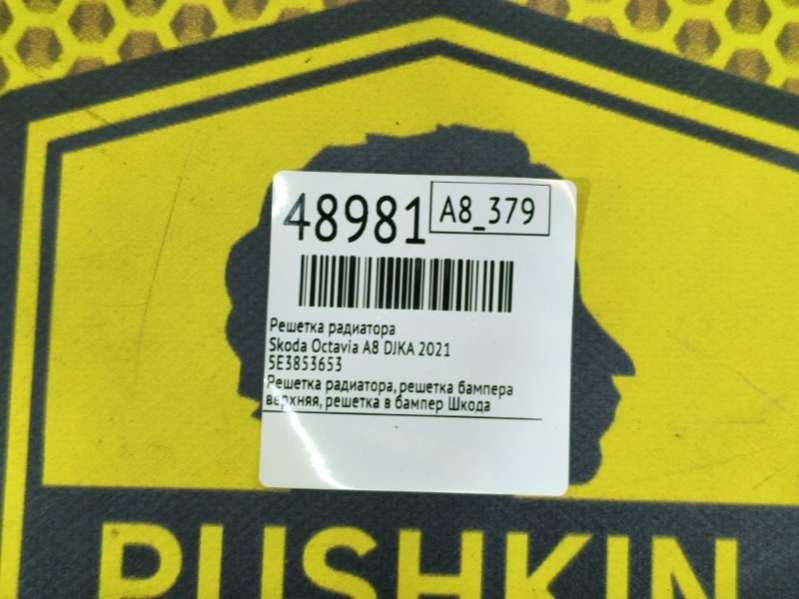 48981
A8_379
Решетка радиатора
Skoda Octavia A8 DJKA 2021
5E3853653
Решетка радиатора, решетка бампера
верхняя, решетка в бампер Шкода
PUSHKIN